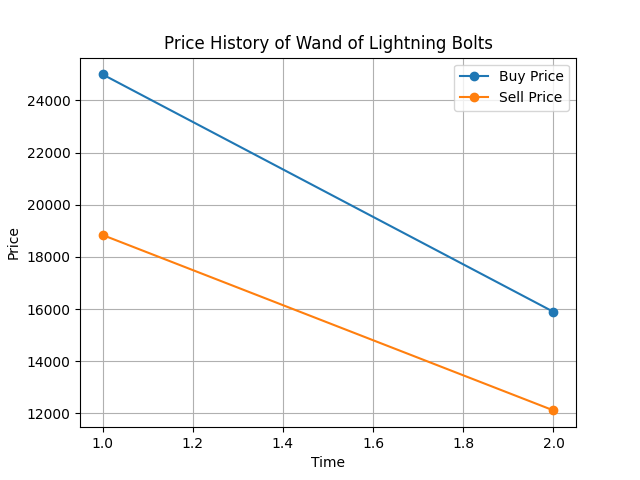 Price History of Wand of Lightning Bolts
Buy Price
Sell Price
24000
22000
20000
18000
16000
14000
12000
Price
1.0 1.2 1.4 1.6 1.8 2.0
Time